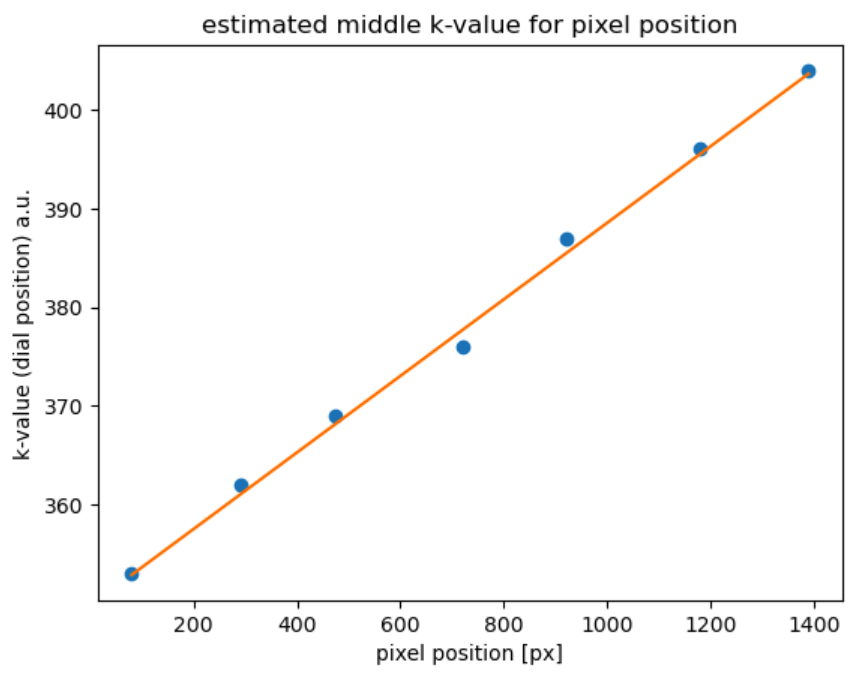 estimated middle k-value for pixel position
400
390
380
370
360
k-value (dial position) a.u.
200 400 600 800 1000 1200 1400
pixel position [px]